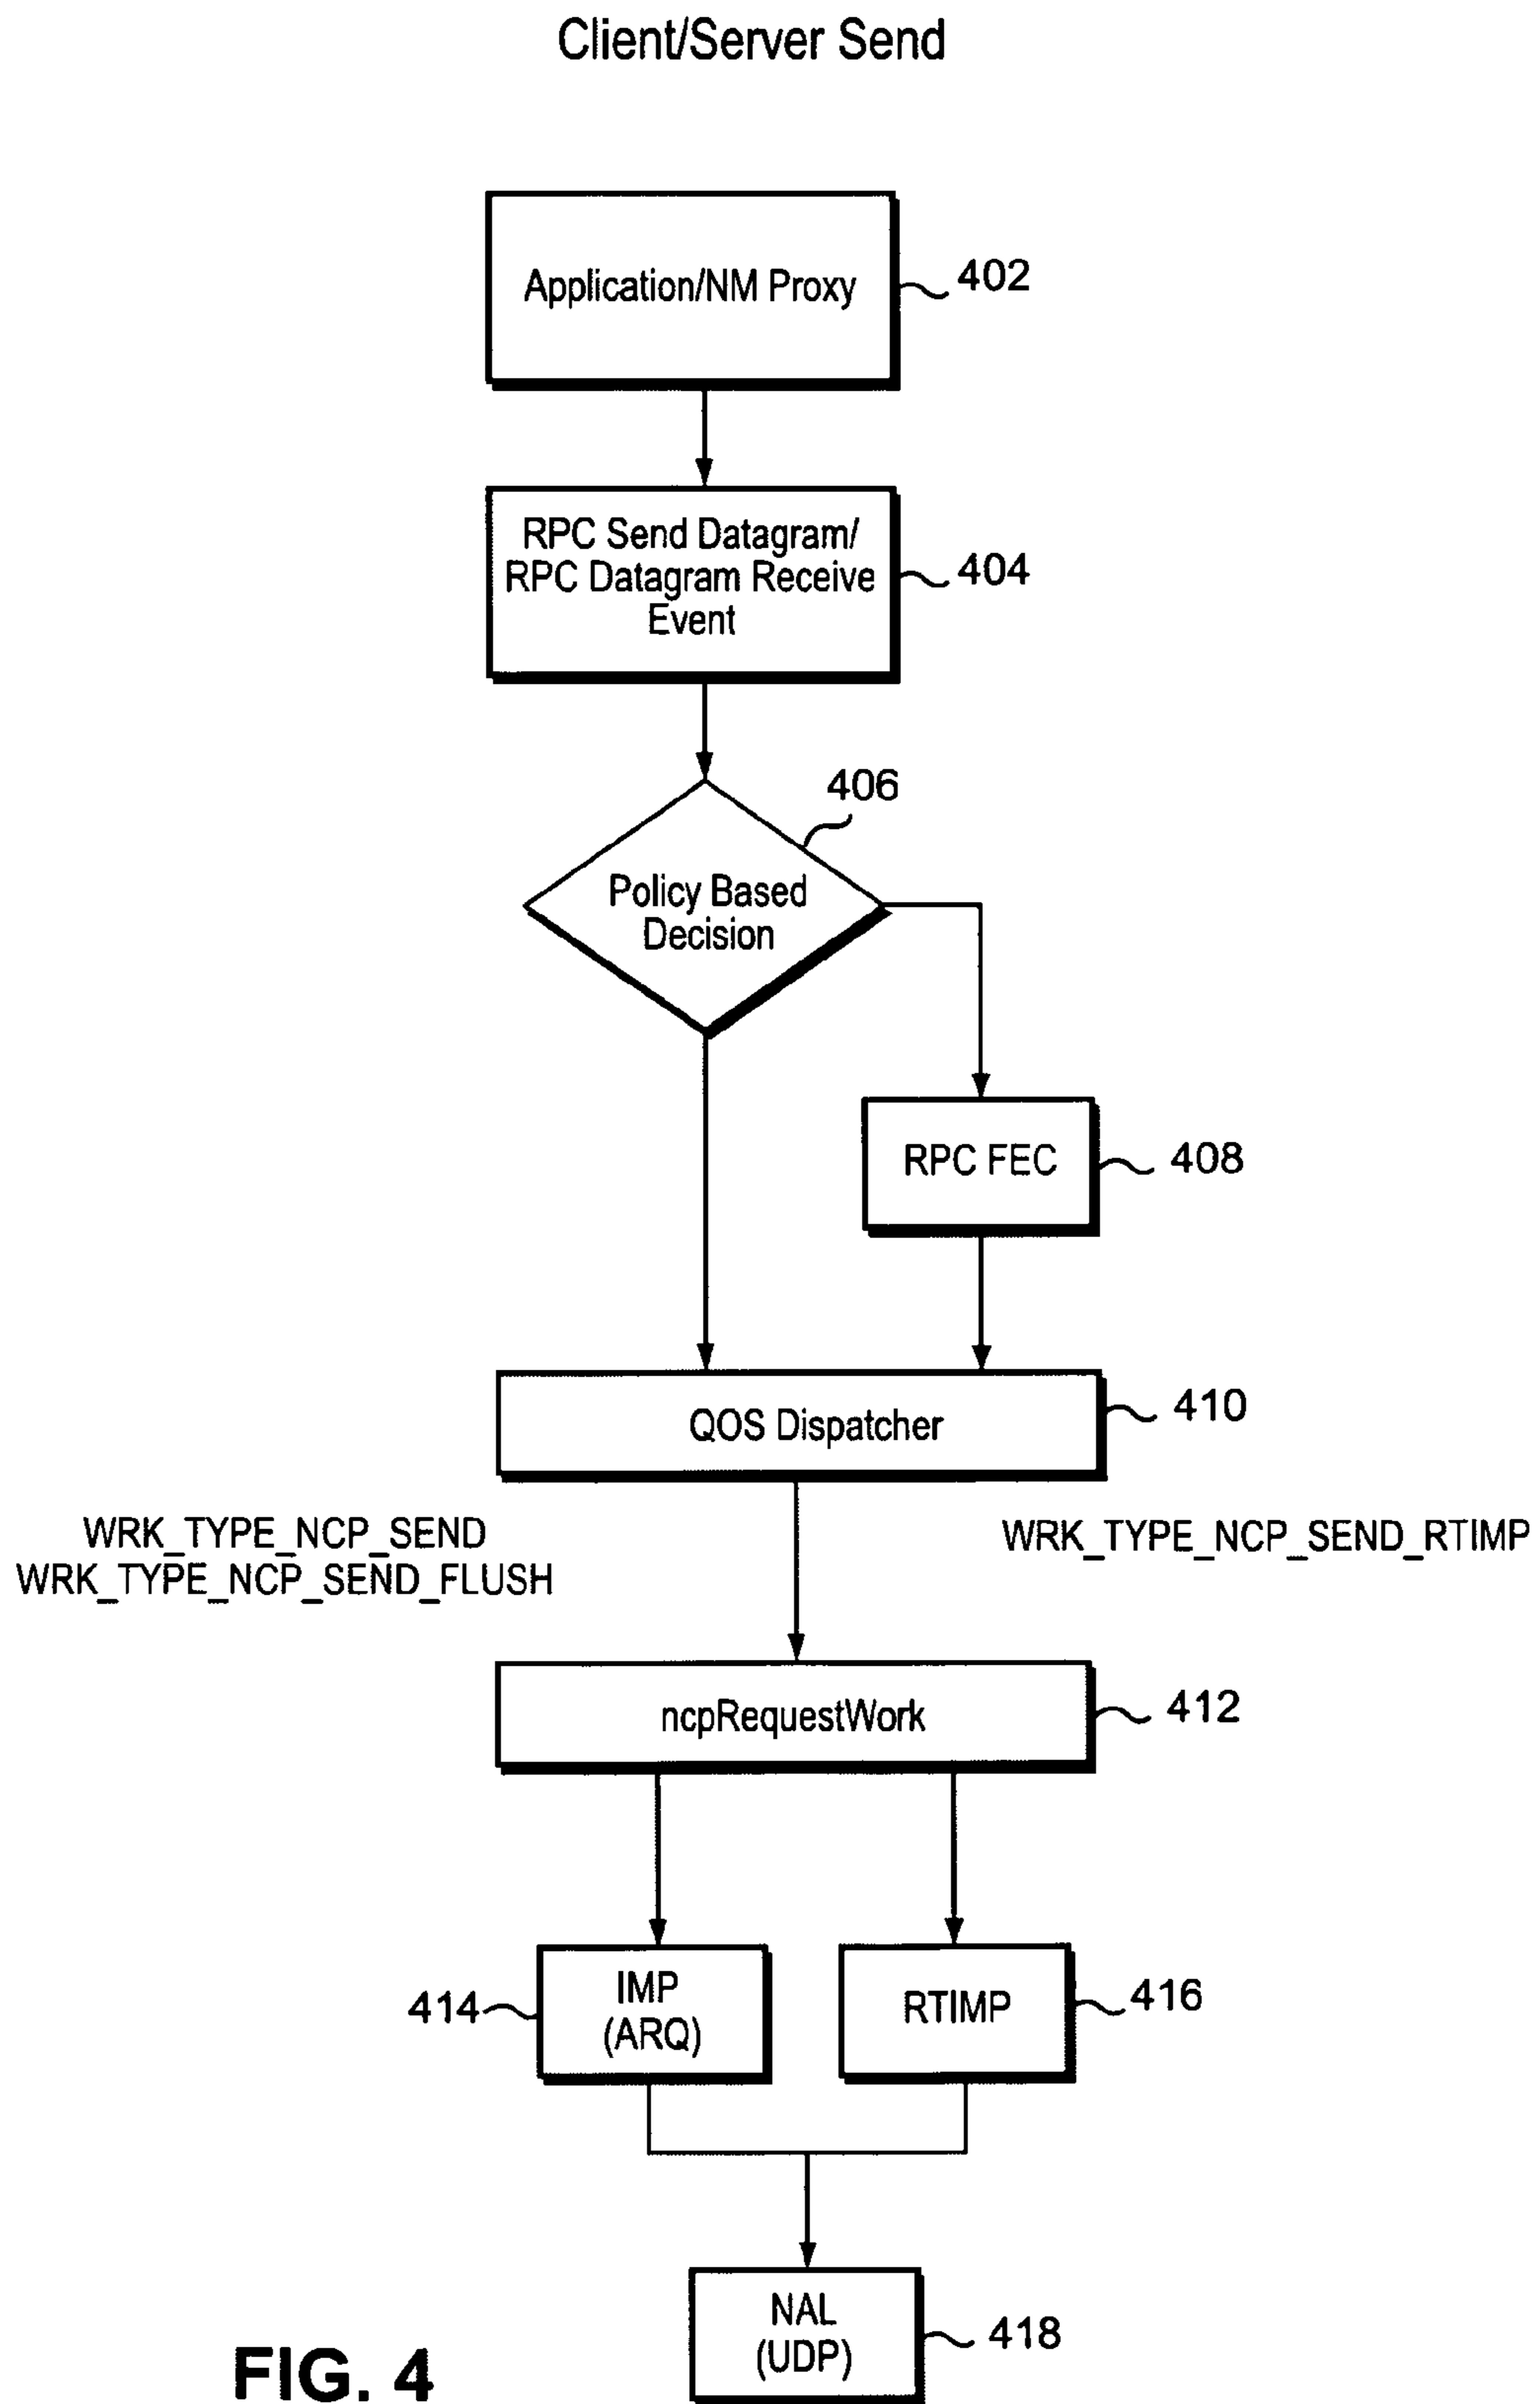 Client/Server Send
Application/NM Proxy
402
RPC Send Datagram/
RPC Datagram Receive
Event
404
406
Policy Based
Decision
RPC FEC
408
QOS Dispatcher
410
WRK_TYPE_NCP_SEND
WRK_TYPE_NCP_SEND_FLUSH
WRK_TYPE_NCP_SEND_RTIMP
ncpRequestWork
412
414
IMP
(ARQ)
RTIMP
416
NAL
(UDP)
418
FIG. 4